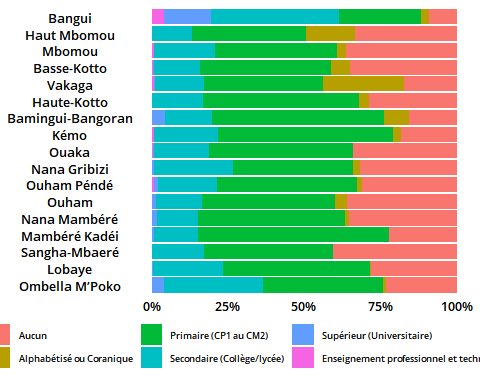 Bangui
Haut Mbomou
Mbomou
Basse-Kotto
Vakaga
Haute-Kotto
Bamingui-Bangoran
Kémo
Ouaka
Nana Gribizi
Ouham Péndé
Ouham
Nana Mambéré
Mambéré Kadéi
Sangha-Mbaeré
Lobaye
Ombella M'Poko
0% 25% 50% 75% 100%
Aucun Primaire (CP1 au CM2) Supérieur (Universitaire)
Alphabétisé ou Coranique Secondaire (Collège/lycée) Enseignement professionnel et techn